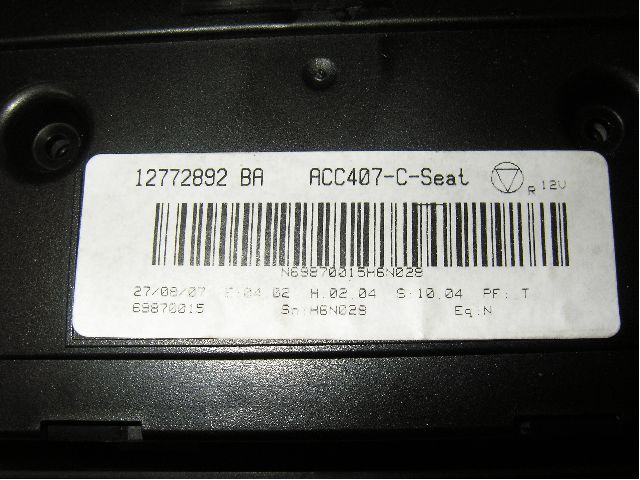 12772892 BA ACC407-C-Seat R 12V
N69870015H6N029
27/08/07 E:04.02 H.02.04 S:10.04 PF:.T
69870015 Sn:H6N029 Eq:N